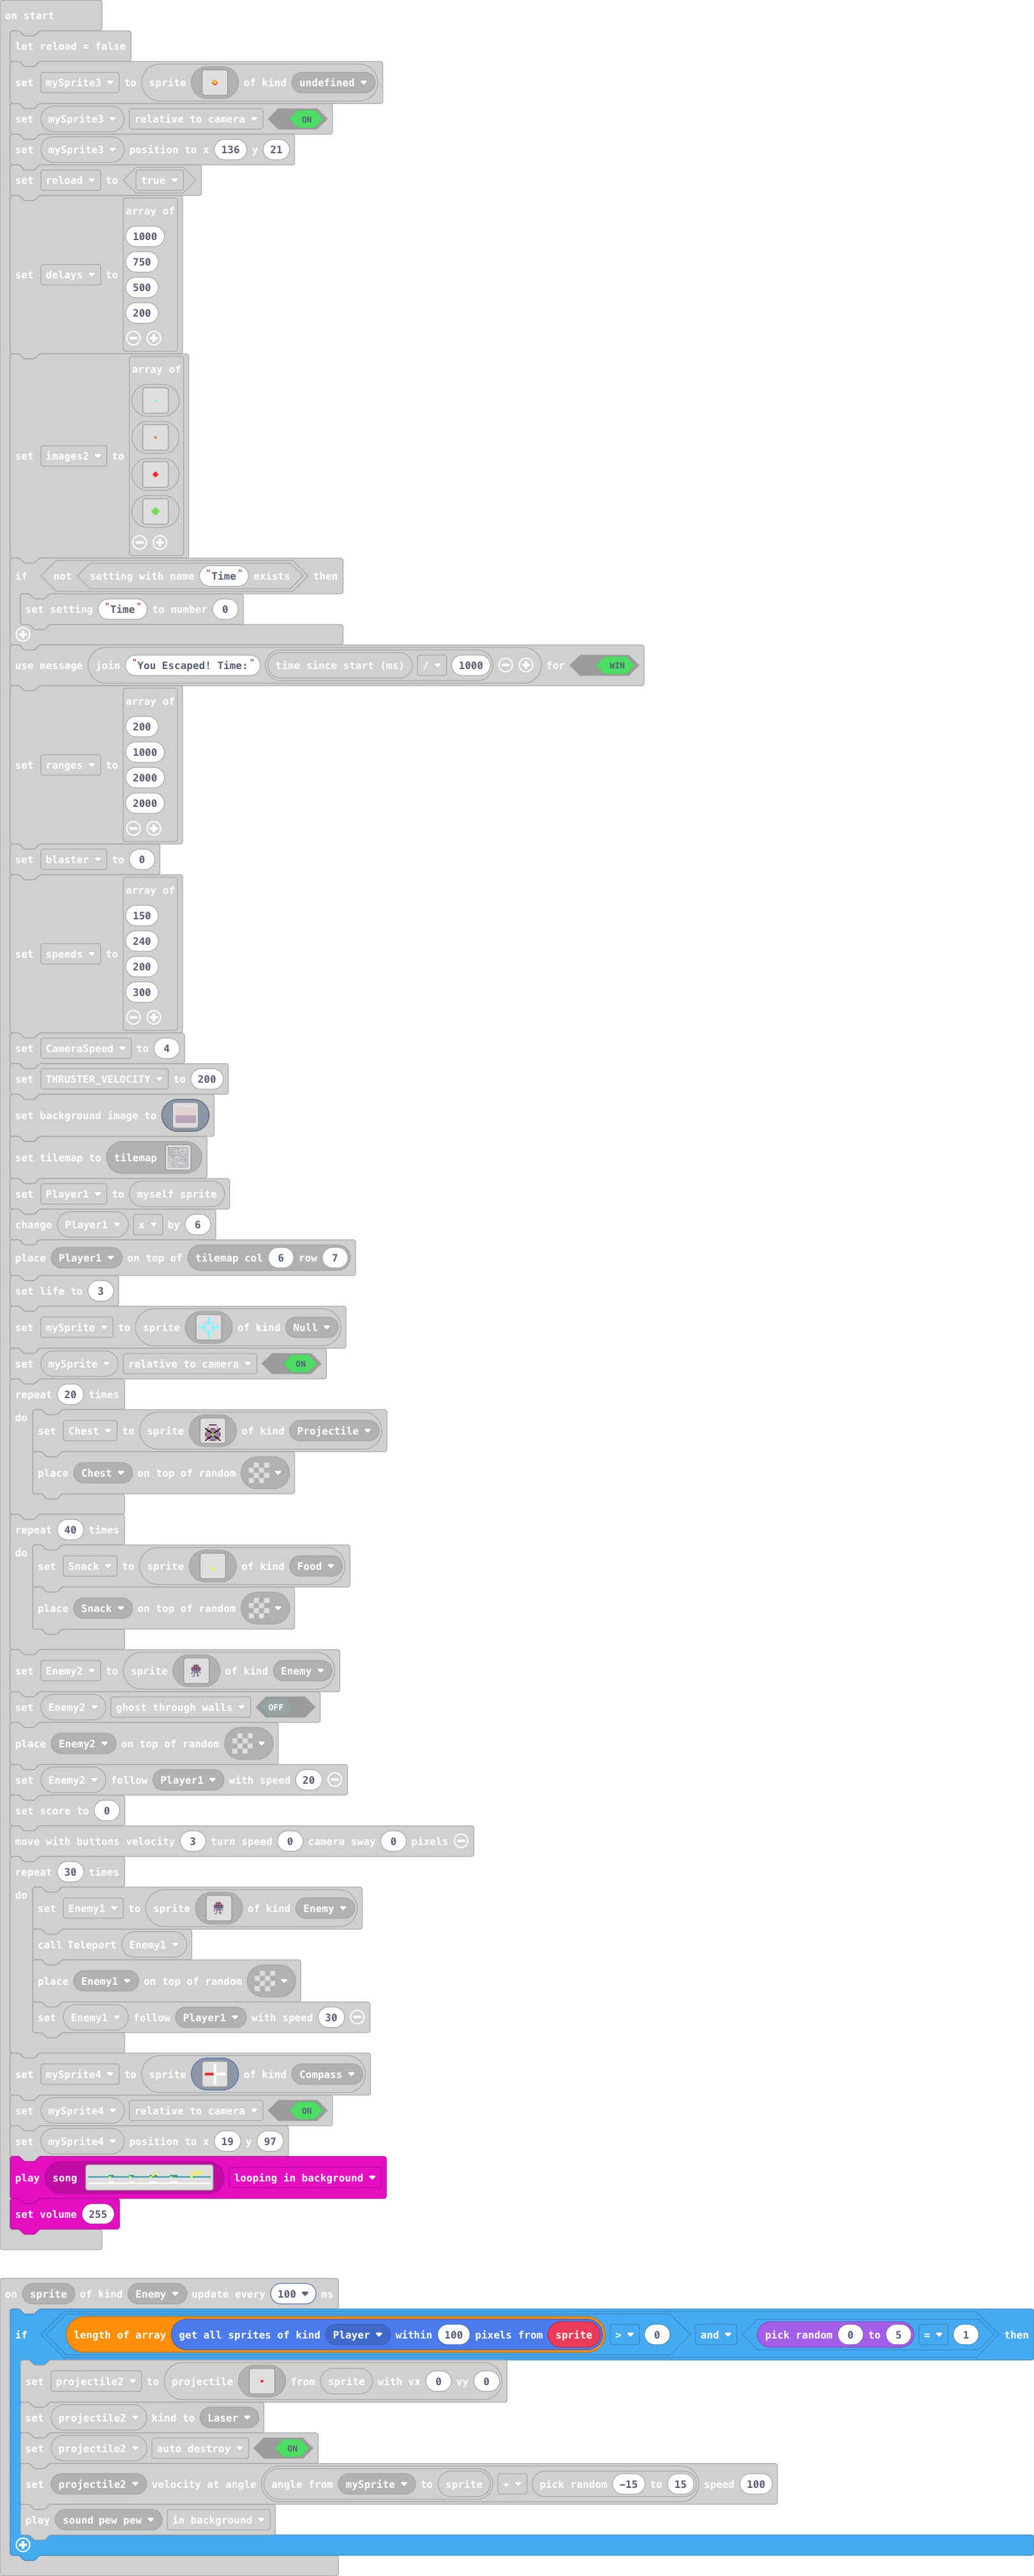 on start
let reload = false
set mySprite3 to sprite of kind undefined
set mySprite3 relative to camera ON
set mySprite3 position to x 136 y 21
set reload to true
array of
1000
750
set delays to
500
200
array of
set images2 to
if not setting with name "Time" exists then
set setting "Time" to number 0
use message join "You Escaped! Time:" time since start (ms) / 1000 for WIN
array of
200
1000
set ranges to
2000
2000
set blaster to 0
array of
150
240
set speeds to
200
300
set CameraSpeed to 4
set THRUSTER_VELOCITY to 200
set background image to
set tilemap to tilemap
set Player1 to myself sprite
change Player1 x by 6
place Player1 on top of tilemap col 6 row 7
set life to 3
set mySprite to sprite of kind Null
set mySprite relative to camera ON
repeat 20 times
do
set Chest to sprite of kind Projectile
place Chest on top of random
repeat 40 times
do
set Snack to sprite of kind Food
place Snack on top of random
set Enemy2 to sprite of kind Enemy
set Enemy2 ghost through walls OFF
place Enemy2 on top of random
set Enemy2 follow Player1 with speed 20
set score to 0
move with buttons velocity 3 turn speed 0 camera sway 0 pixels
repeat 30 times
do
set Enemy1 to sprite of kind Enemy
call Teleport Enemy1
place Enemy1 on top of random
set Enemy1 follow Player1 with speed 30
set mySprite4 to sprite of kind Compass
set mySprite4 relative to camera ON
set mySprite4 position to x 19 y 97
play song looping in background
set volume 255
on sprite of kind Enemy update every 100 ms
if length of array get all sprites of kind Player within 100 pixels from sprite > 0 and pick random 0 to 5 = 1 then
set projectile2 to projectile from sprite with vx 0 vy 0
set projectile2 kind to Laser
set projectile2 auto destroy ON
set projectile2 velocity at angle angle from mySprite to sprite + pick random -15 to 15 speed 100
play sound pew pew in background